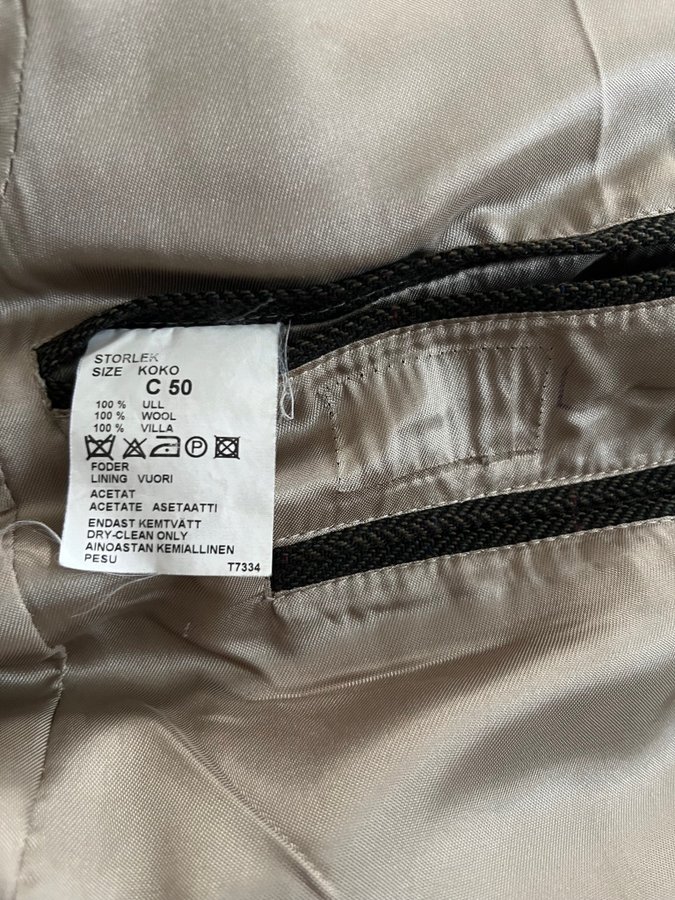 STORLEK
SIZE KOKO
C 50
100 % ULL
100 % WOOL
100 % VILLA
P
FODER
LINING VUORI
ACETAT
ACETATE ASETAATTI
ENDAST KEMTVÄTT
DRY-CLEAN ONLY
AINOASTAN KEMIALLINEN
PESU
T7334